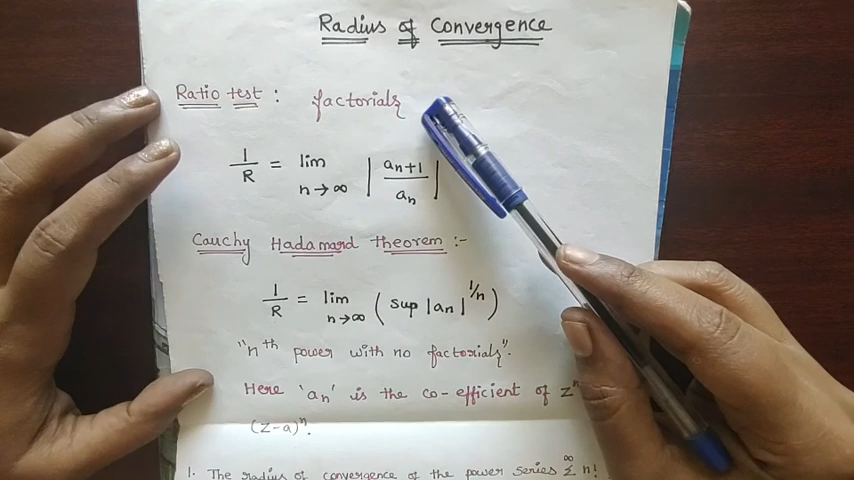 Radius of Convergence
Ratio test : factorials
1/R = lim n→∞ | an+1 / an |
Cauchy Hadamard theorem :-
1/R = lim n→∞ ( sup |an|^1/n )
"nth power with no factorials".
Here 'an' is the co-efficient of zn
(z-a)n.
1. The radius of convergence of the power series ∞ Σ n!